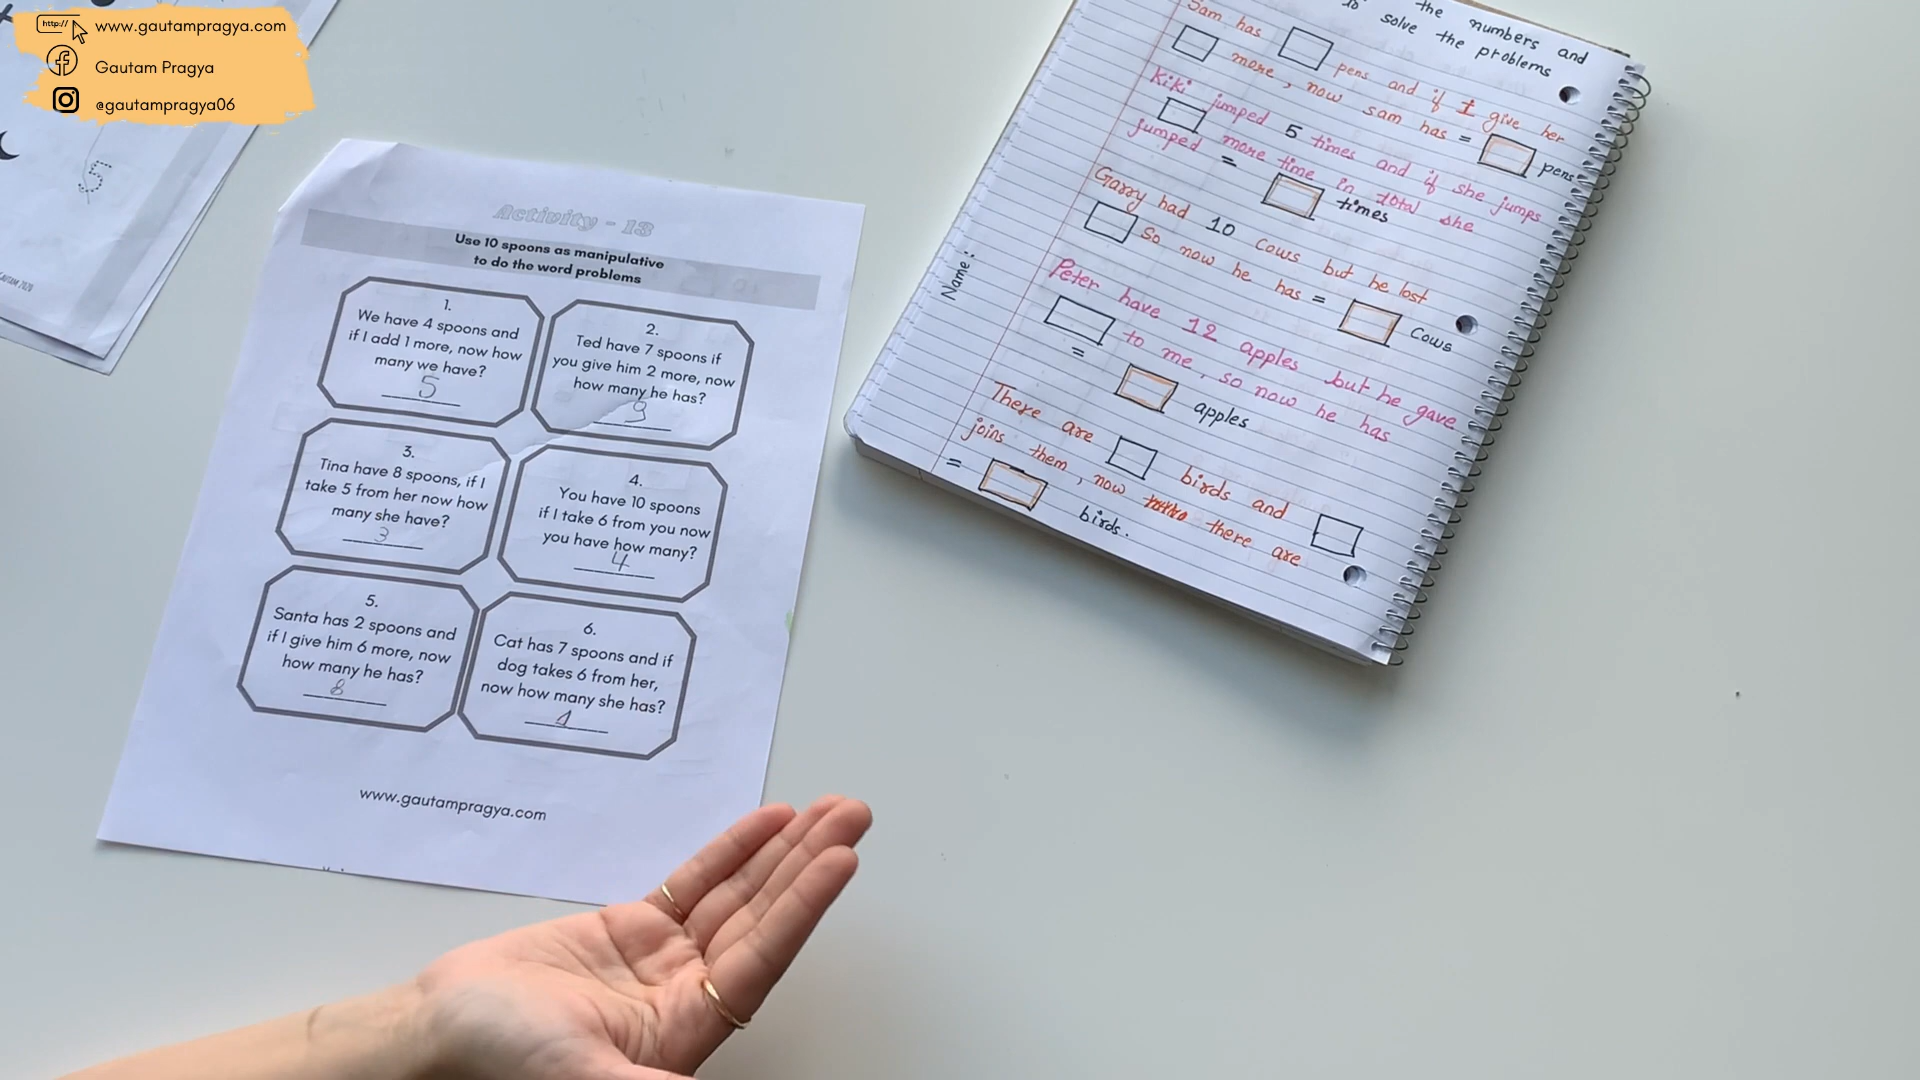 http://
www.gautampragya.com
Gautam Pragya
@gautampragya06
5
Activity - 13
Use 10 spoons as manipulative
to do the word problems
1.
We have 4 spoons and
if I add 1 more, now how
many we have?
5
2.
Ted have 7 spoons if
you give him 2 more, now
how many he has?
9
3.
Tina have 8 spoons, if I
take 5 from her now how
many she have?
3
4.
You have 10 spoons
if I take 6 from you now
you have how many?
4
5.
Santa has 2 spoons and
if I give him 6 more, now
how many he has?
8
6.
Cat has 7 spoons and if
dog takes 6 from her,
now how many she has?
1
www.gautampragya.com
the numbers and
to solve the problems
Sam has pens and if I give her
more, now sam has = pens
Kiki jumped 5 times and if she jumps
more time in total she
jumped = times
Garry had 10 cows but he lost
so now he has = cows
Name:
Peter have 12 apples but he gave
to me, so now he has
= apples
There are birds and
joins them, now there are
= birds.